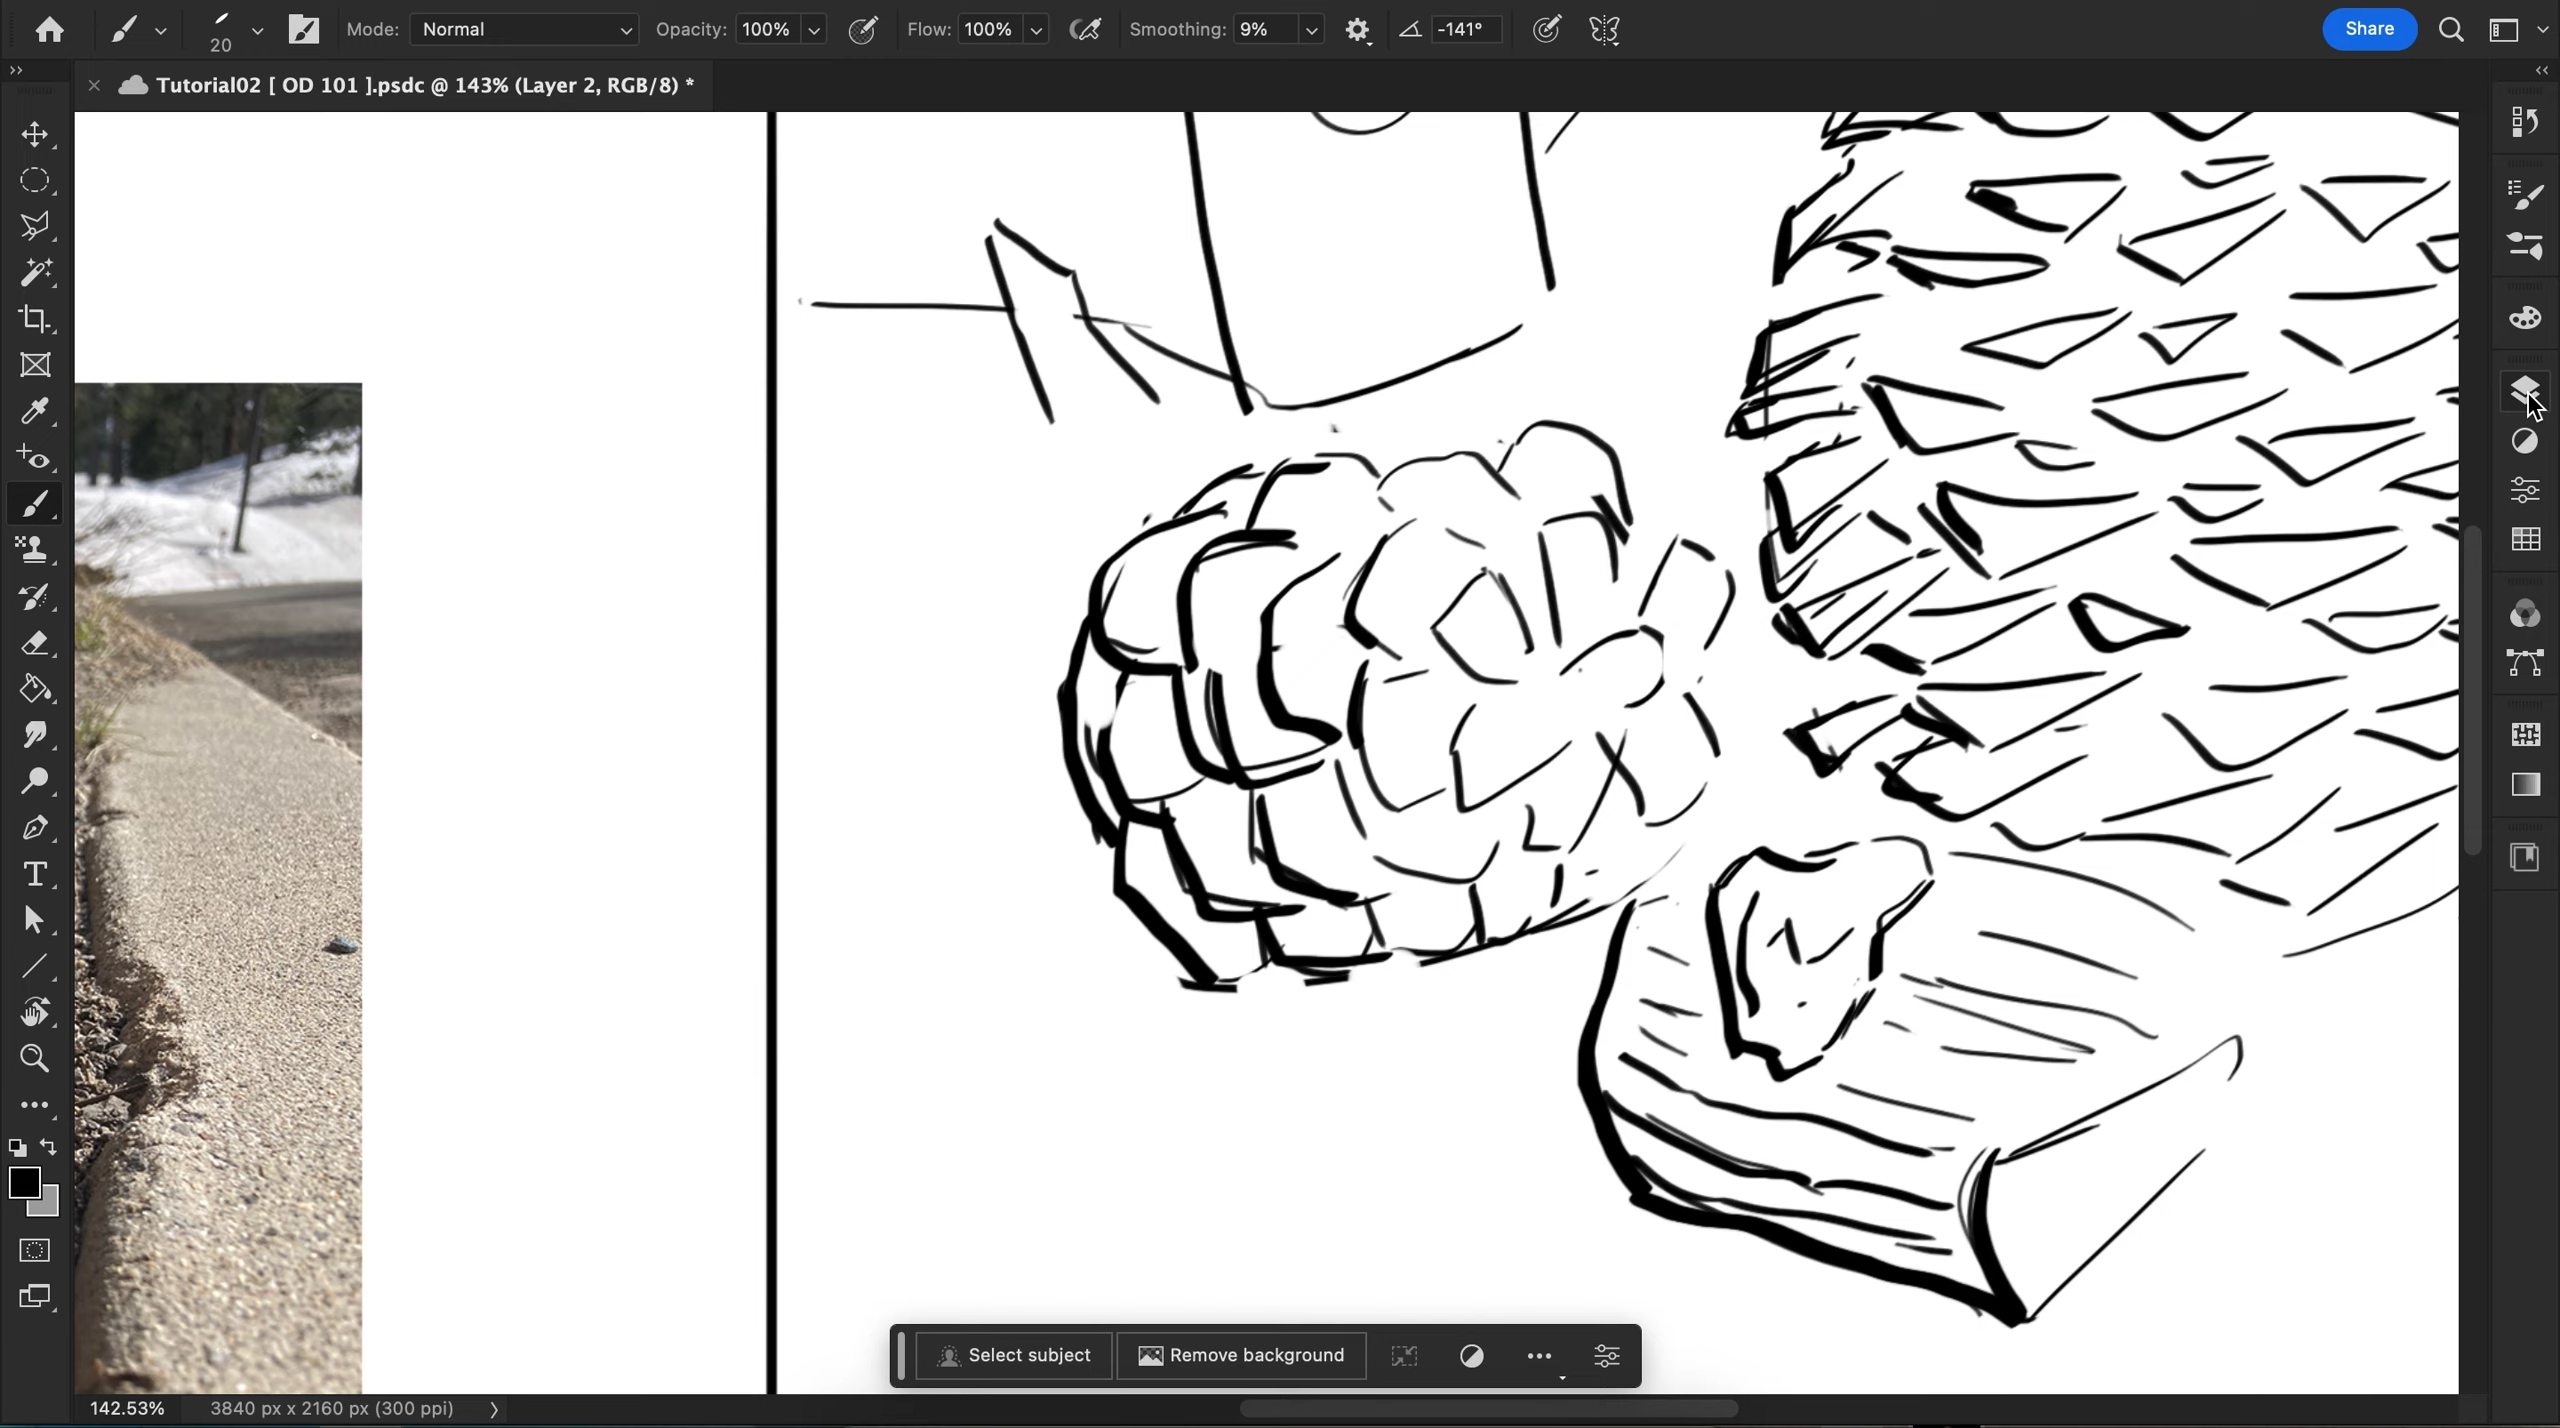 20 Mode: Normal Opacity: 100% Flow: 100% Smoothing: 9% -141° Share
Tutorial02 [ OD 101 ].psdc @ 143% (Layer 2, RGB/8) *
Select subject Remove background
142.53% 3840 px x 2160 px (300 ppi)